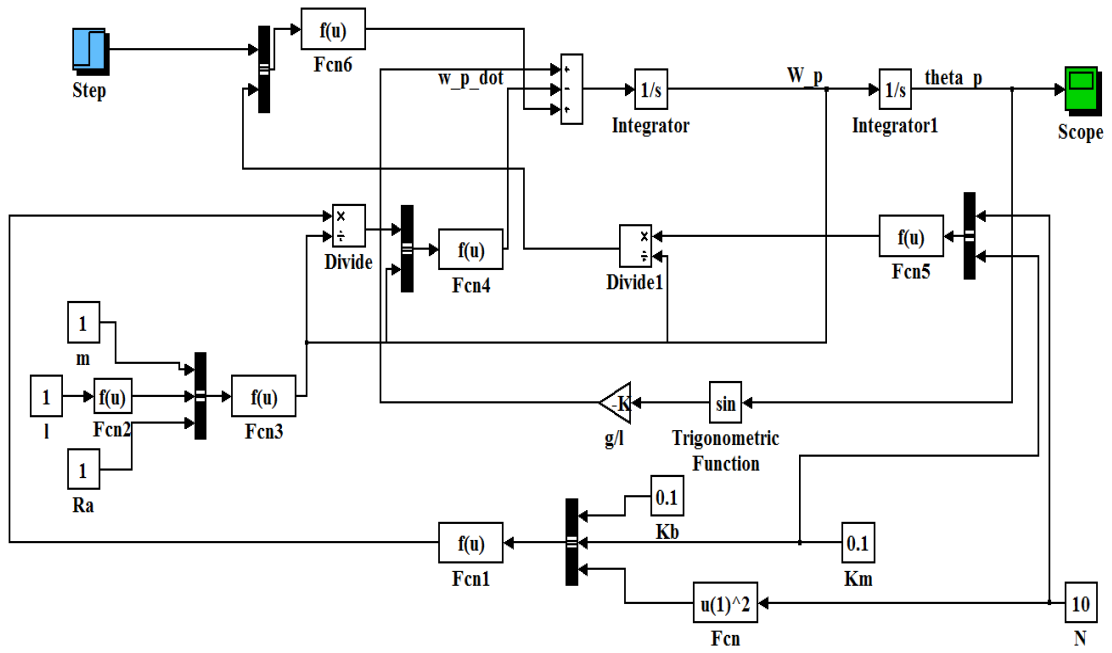 f(u)
Fcn6
Step
w_p_dot
+
-
+
1/s
Integrator
W_p
1/s
Integrator1
theta p
Scope
×
÷
Divide
f(u)
Fcn4
×
÷
Divide1
f(u)
Fcn5
1
m
1
l
f(u)
Fcn2
f(u)
Fcn3
1
Ra
-K
g/l
sin
Trigonometric
Function
f(u)
Fcn1
0.1
Kb
0.1
Km
u(1)^2
Fcn
10
N